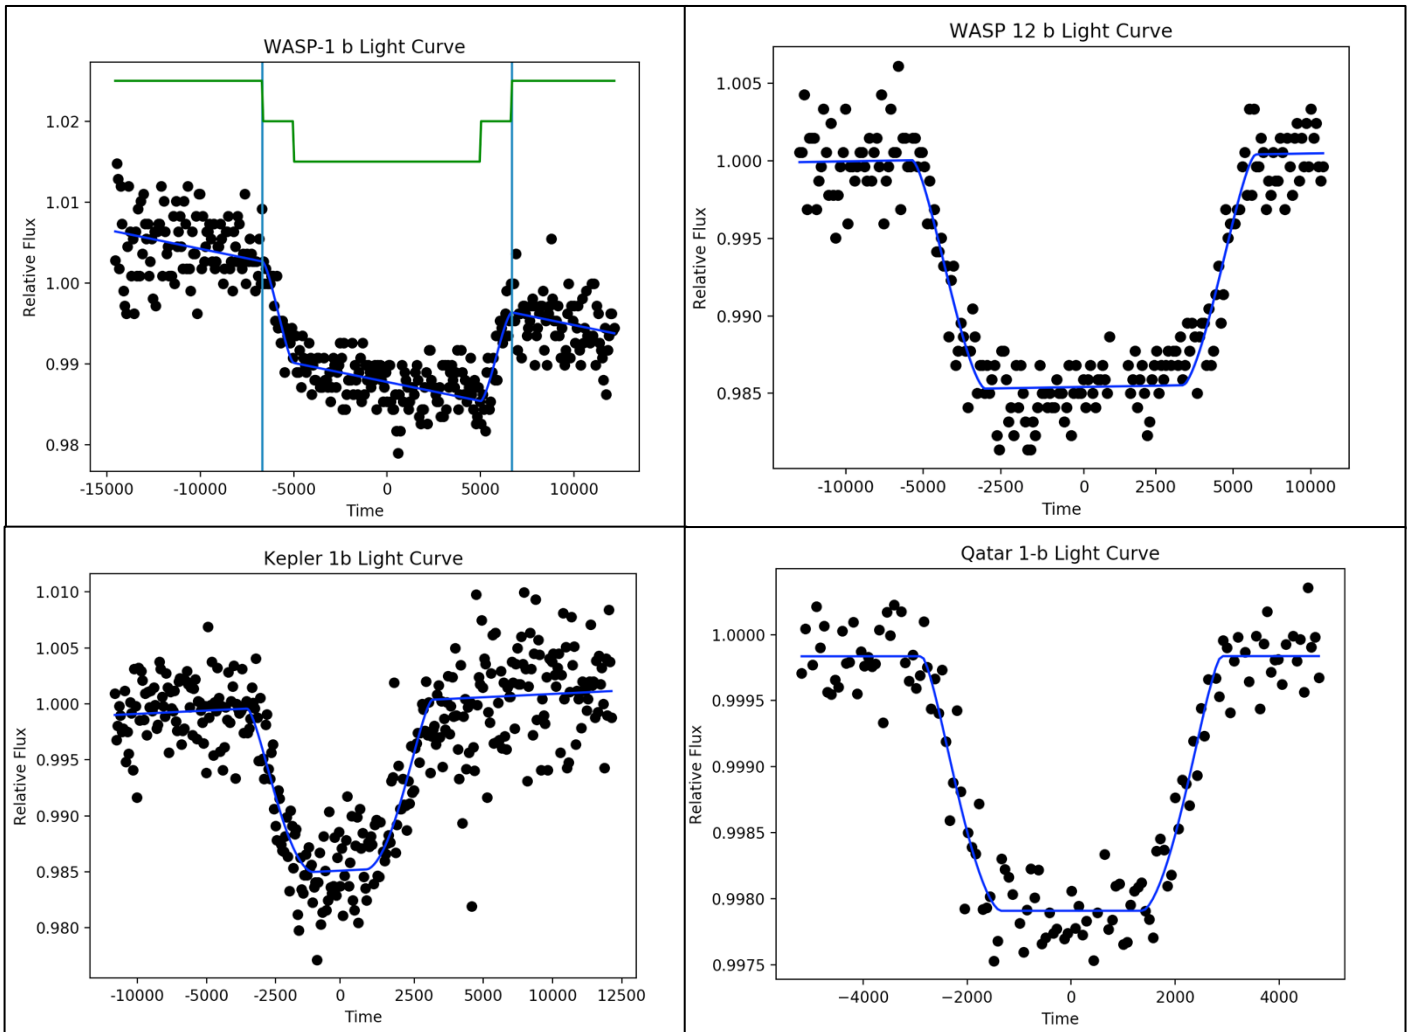 WASP-1 b Light Curve
1.02
1.01
1.00
0.99
0.98
Relative Flux
-15000 -10000 -5000 0 5000 10000
Time
WASP 12 b Light Curve
1.005
1.000
0.995
0.990
0.985
Relative Flux
-10000 -5000 -2500 0 2500 5000 10000
Time
Kepler 1b Light Curve
1.010
1.005
1.000
0.995
0.990
0.985
0.980
Relative Flux
-10000 -5000 -2500 0 2500 5000 10000 12500
Time
Qatar 1-b Light Curve
1.0000
0.9995
0.9990
0.9985
0.9980
0.9975
Relative Flux
−4000 −2000 0 2000 4000
Time